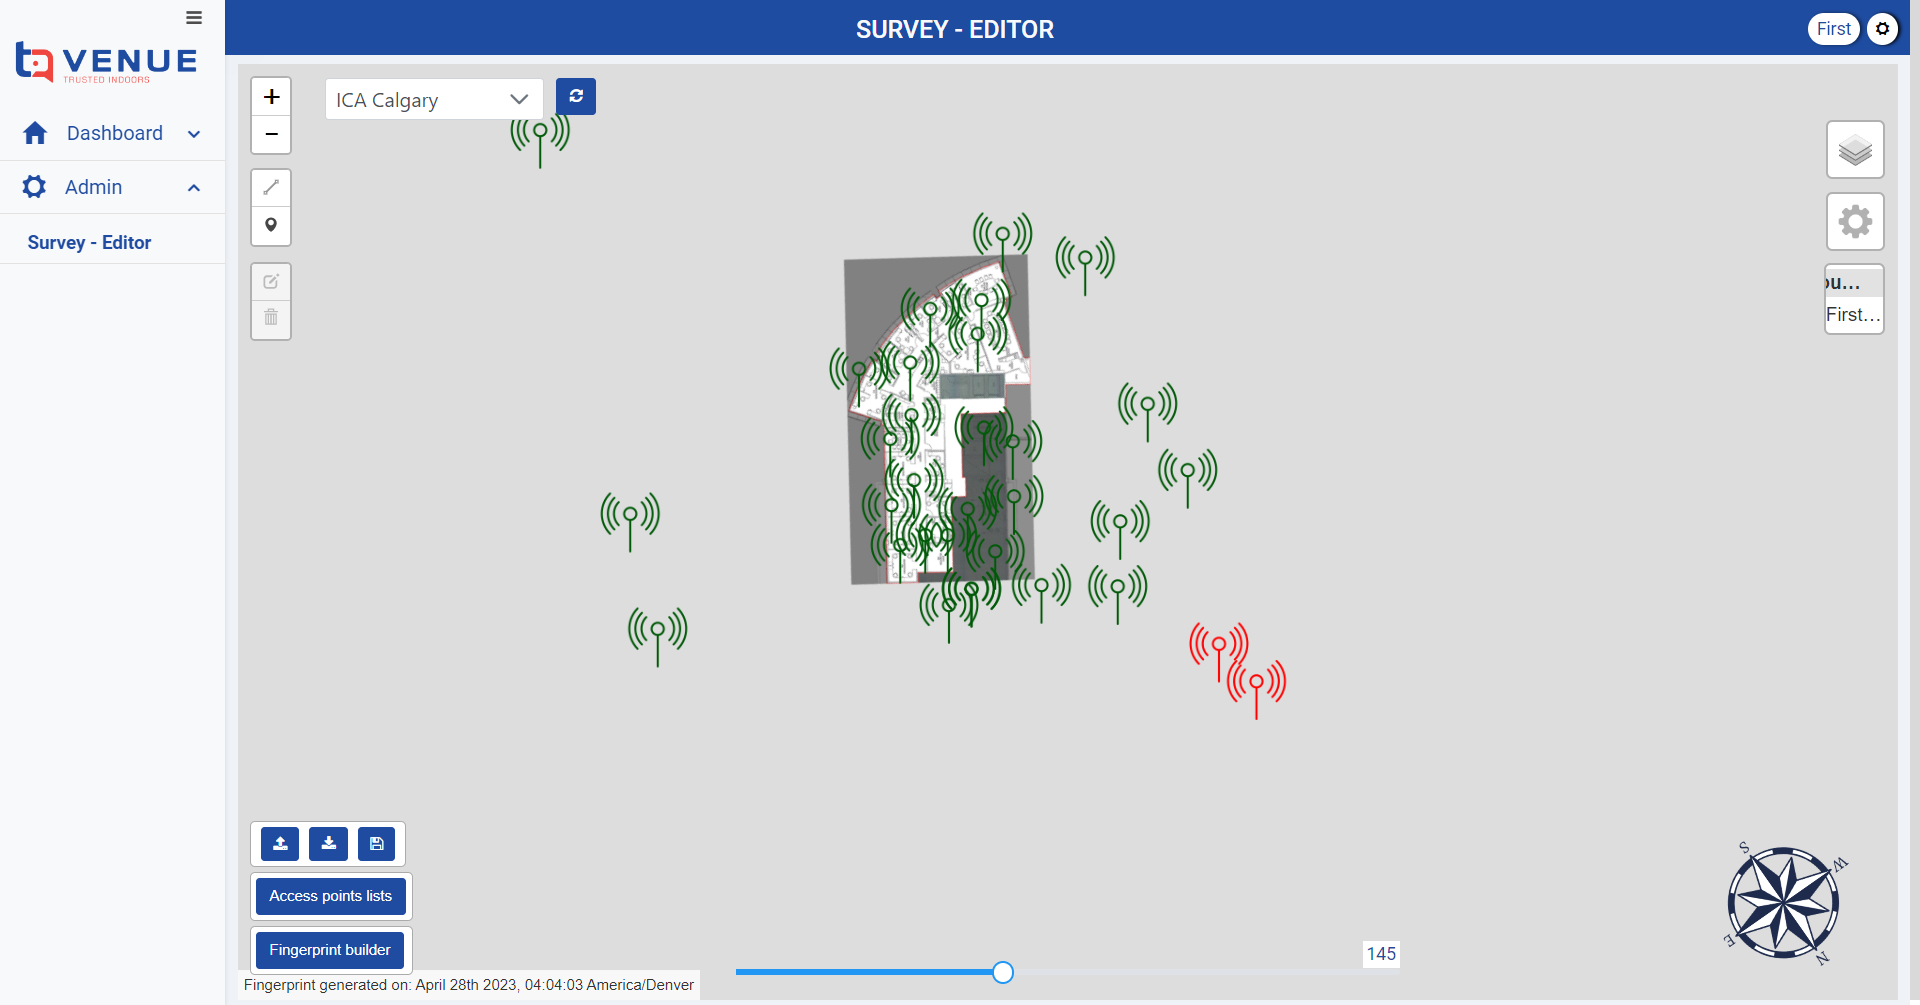 SURVEY - EDITOR
First
VENUE
TRUSTED INDOORS
Dashboard
Admin
Survey - Editor
+
−
ICA Calgary
ou...
First...
Access points lists
Fingerprint builder
Fingerprint generated on: April 28th 2023, 04:04:03 America/Denver
145
S
W
E
N